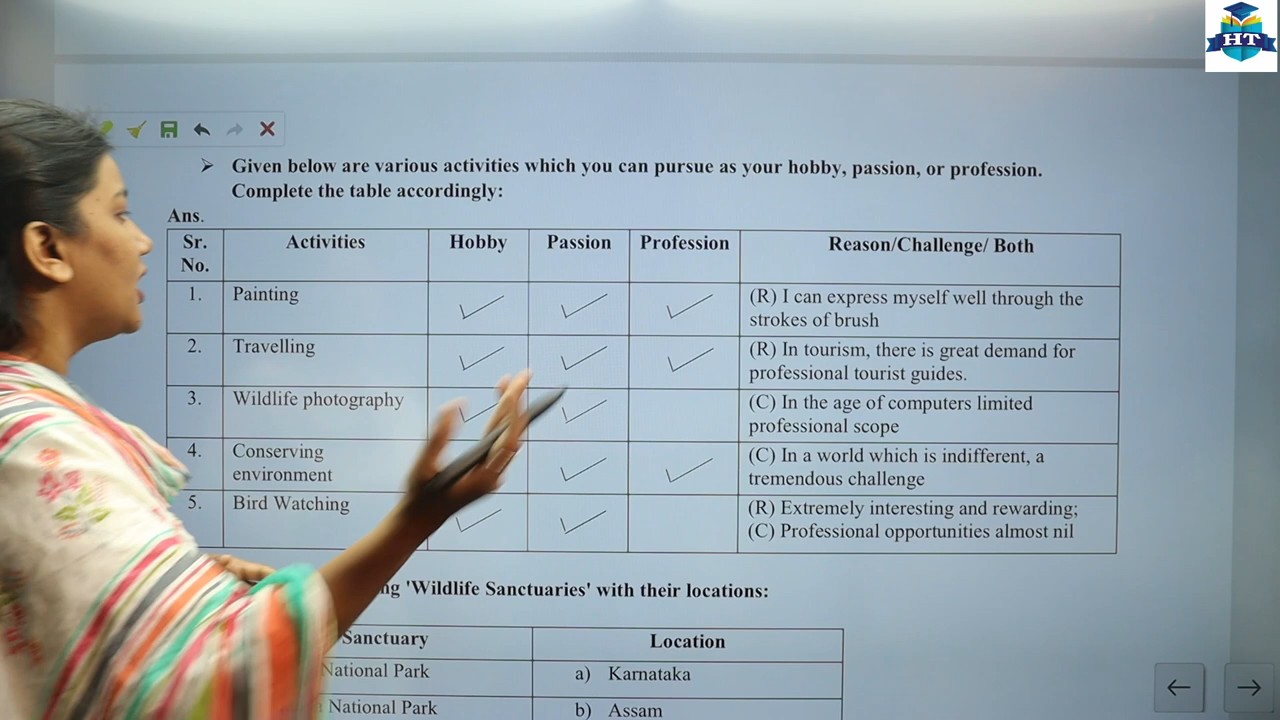 HT
➢ Given below are various activities which you can pursue as your hobby, passion, or profession.
Complete the table accordingly:
Ans.
Sr. No. Activities Hobby Passion Profession Reason/Challenge/ Both
1. Painting ✓ ✓ ✓ (R) I can express myself well through the
strokes of brush
2. Travelling ✓ ✓ ✓ (R) In tourism, there is great demand for
professional tourist guides.
3. Wildlife photography ✓ ✓ (C) In the age of computers limited
professional scope
4. Conserving ✓ ✓ (C) In a world which is indifferent, a
environment tremendous challenge
5. Bird Watching ✓ ✓ (R) Extremely interesting and rewarding;
(C) Professional opportunities almost nil
'Wildlife Sanctuaries' with their locations:
Sanctuary Location
National Park a) Karnataka
National Park b) Assam